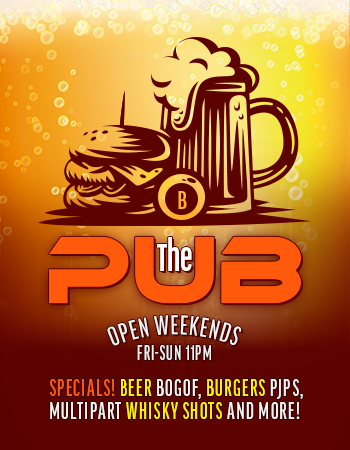 B
The
PUB
OPEN WEEKENDS
FRI-SUN 11PM
SPECIALS! BEER BOGOF, BURGERS PJPS,
MULTIPART WHISKY SHOTS AND MORE!